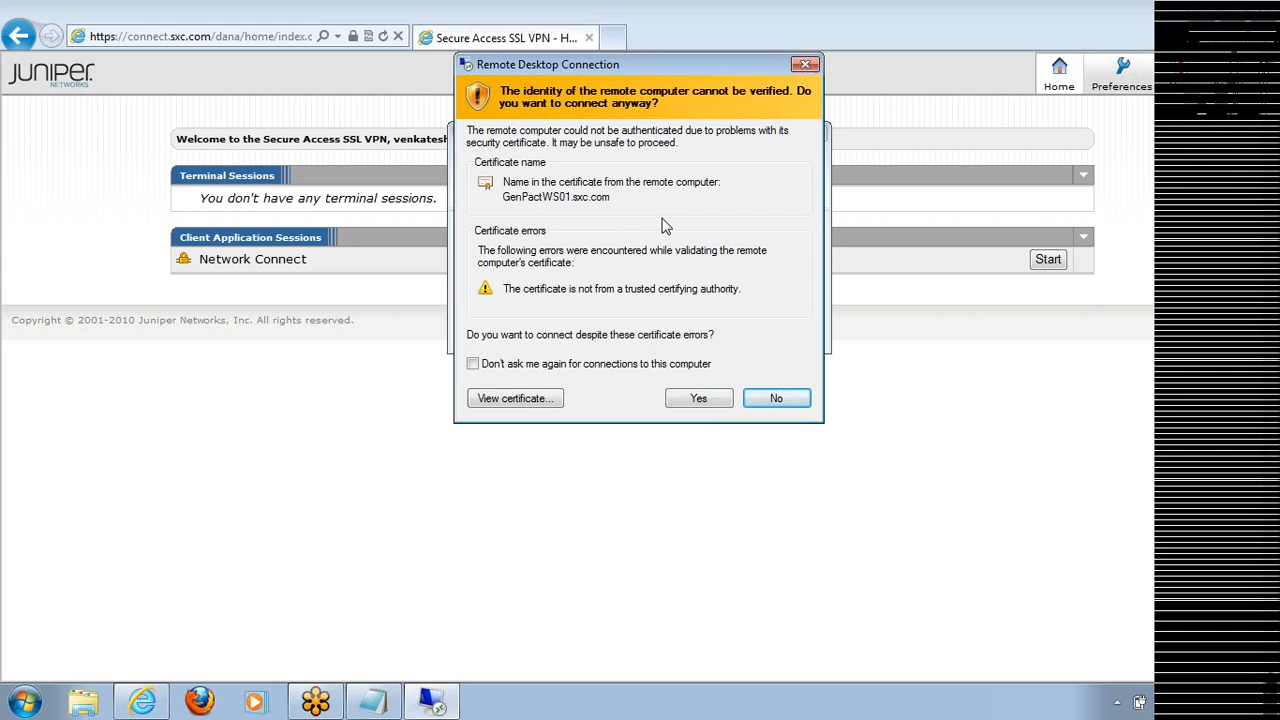 https://connect.sxc.com/dana/home/index.c
Secure Access SSL VPN - H...
JUNIPER
NETWORKS
Home
Preferences
Remote Desktop Connection
The identity of the remote computer cannot be verified. Do
you want to connect anyway?
The remote computer could not be authenticated due to problems with its
security certificate. It may be unsafe to proceed.
Certificate name
Name in the certificate from the remote computer:
GenPactWS01.sxc.com
Certificate errors
The following errors were encountered while validating the remote
computer's certificate:
The certificate is not from a trusted certifying authority.
Do you want to connect despite these certificate errors?
Don't ask me again for connections to this computer
View certificate...
Yes
No
Welcome to the Secure Access SSL VPN, venkatesh
Terminal Sessions
You don't have any terminal sessions.
Client Application Sessions
Network Connect
Start
Copyright © 2001-2010 Juniper Networks, Inc. All rights reserved.